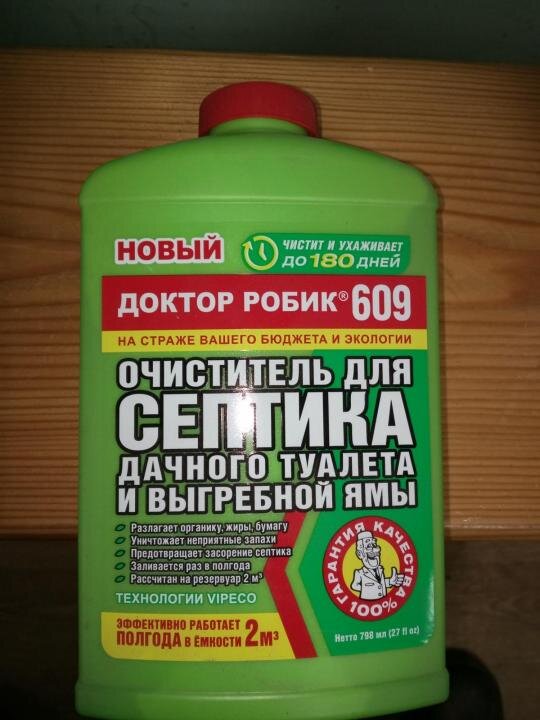 НОВЫЙ
ЧИСТИТ И УХАЖИВАЕТ
ДО 180 ДНЕЙ
ДОКТОР РОБИК® 609
НА СТРАЖЕ ВАШЕГО БЮДЖЕТА И ЭКОЛОГИИ
ОЧИСТИТЕЛЬ ДЛЯ
СЕПТИКА
ДАЧНОГО ТУАЛЕТА
И ВЫГРЕБНОЙ ЯМЫ
Разлагает органику, жиры, бумагу
Уничтожает неприятные запахи
Предотвращает засорение септика
Заливается раз в полгода
Рассчитан на резервуар 2 м³
ТЕХНОЛОГИИ VIPECO
ЭФФЕКТИВНО РАБОТАЕТ
ПОЛГОДА В ЁМКОСТИ 2м³
ГАРАНТИЯ КАЧЕСТВА
100%
Нетто 798 мл (27 fl oz)